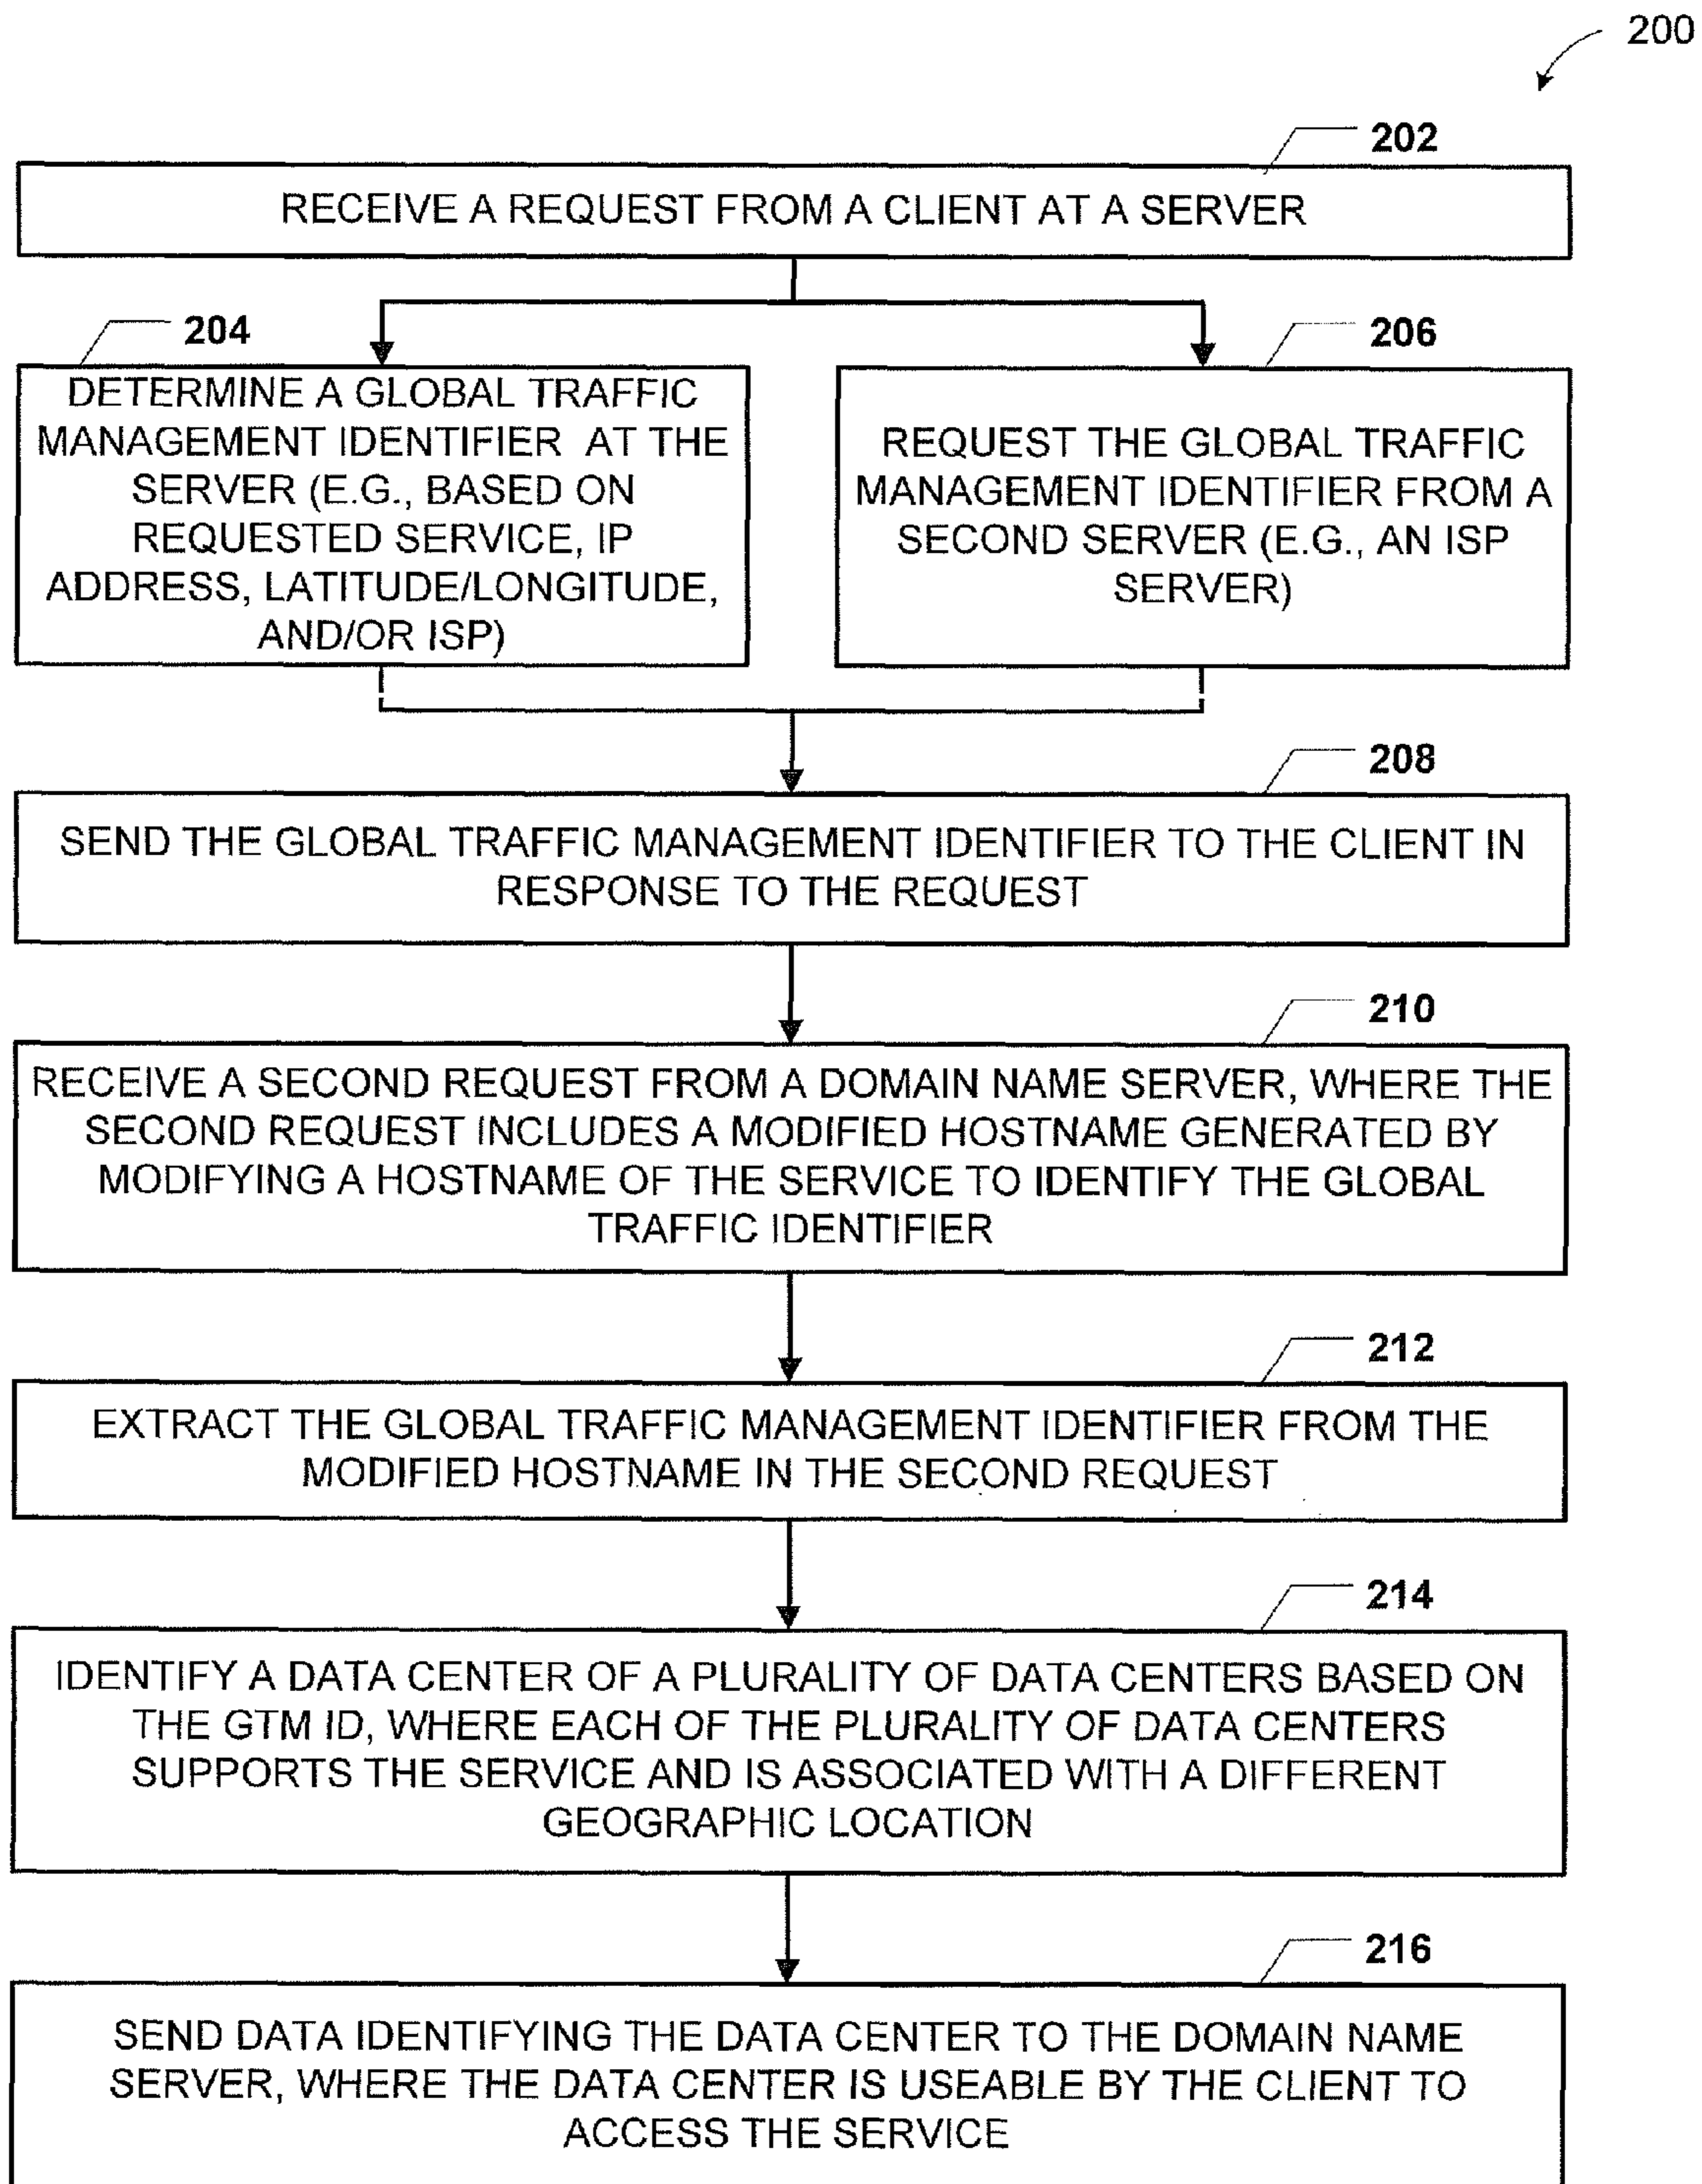 200
202
RECEIVE A REQUEST FROM A CLIENT AT A SERVER
204
DETERMINE A GLOBAL TRAFFIC
MANAGEMENT IDENTIFIER AT THE
SERVER (E.G., BASED ON
REQUESTED SERVICE, IP
ADDRESS, LATITUDE/LONGITUDE,
AND/OR ISP)
206
REQUEST THE GLOBAL TRAFFIC
MANAGEMENT IDENTIFIER FROM A
SECOND SERVER (E.G., AN ISP
SERVER)
208
SEND THE GLOBAL TRAFFIC MANAGEMENT IDENTIFIER TO THE CLIENT IN
RESPONSE TO THE REQUEST
210
RECEIVE A SECOND REQUEST FROM A DOMAIN NAME SERVER, WHERE THE
SECOND REQUEST INCLUDES A MODIFIED HOSTNAME GENERATED BY
MODIFYING A HOSTNAME OF THE SERVICE TO IDENTIFY THE GLOBAL
TRAFFIC IDENTIFIER
212
EXTRACT THE GLOBAL TRAFFIC MANAGEMENT IDENTIFIER FROM THE
MODIFIED HOSTNAME IN THE SECOND REQUEST
214
IDENTIFY A DATA CENTER OF A PLURALITY OF DATA CENTERS BASED ON
THE GTM ID, WHERE EACH OF THE PLURALITY OF DATA CENTERS
SUPPORTS THE SERVICE AND IS ASSOCIATED WITH A DIFFERENT
GEOGRAPHIC LOCATION
216
SEND DATA IDENTIFYING THE DATA CENTER TO THE DOMAIN NAME
SERVER, WHERE THE DATA CENTER IS USEABLE BY THE CLIENT TO
ACCESS THE SERVICE